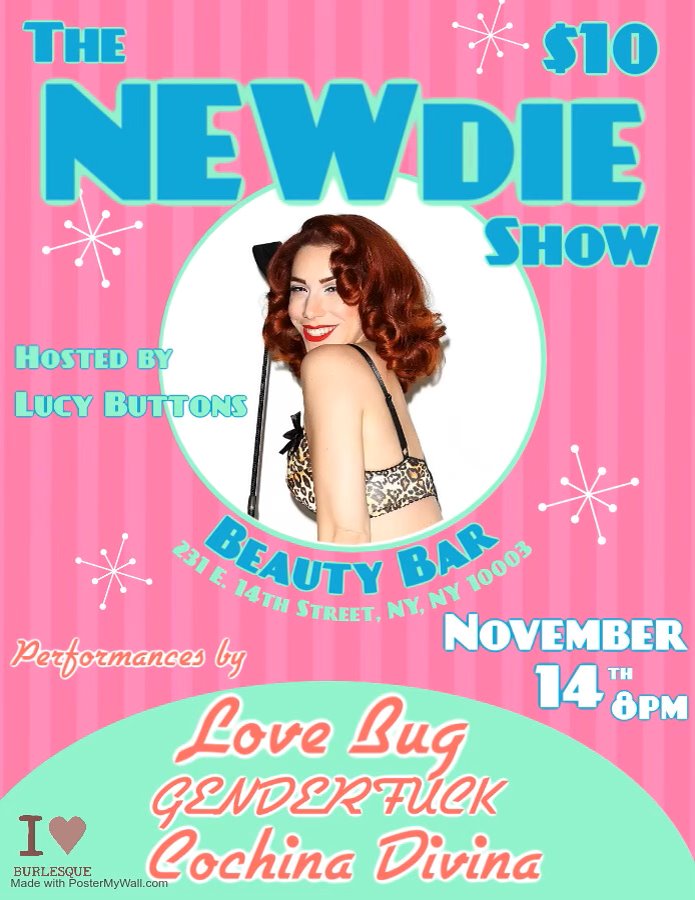 The
$10
NEWDIE
Show
Hosted by
Lucy Buttons
Beauty Bar
231 E. 14th Street, NY, NY 10003
November
14TH
8PM
Performances by
Love Bug
GENDERFUCK
Cochina Divina
I
BURLESQUE
Made with PosterMyWall.com